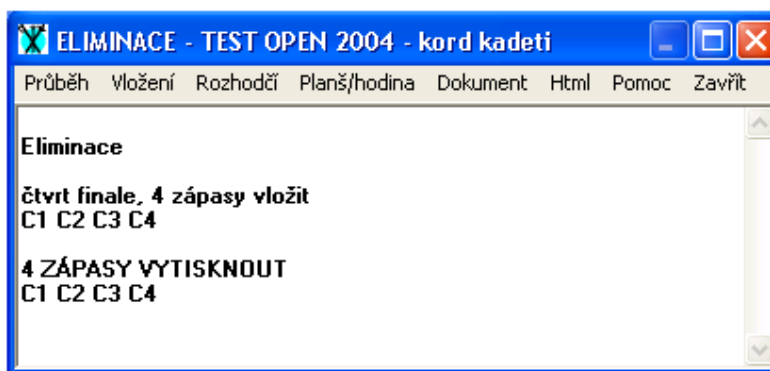 ELIMINACE - TEST OPEN 2004 - kord kadeti
Průběh Vložení Rozhodčí Planš/hodina Dokument Html Pomoc Zavřít
Eliminace
čtvrt finale, 4 zápasy vložit
C1 C2 C3 C4
4 ZÁPASY VYTISKNOUT
C1 C2 C3 C4